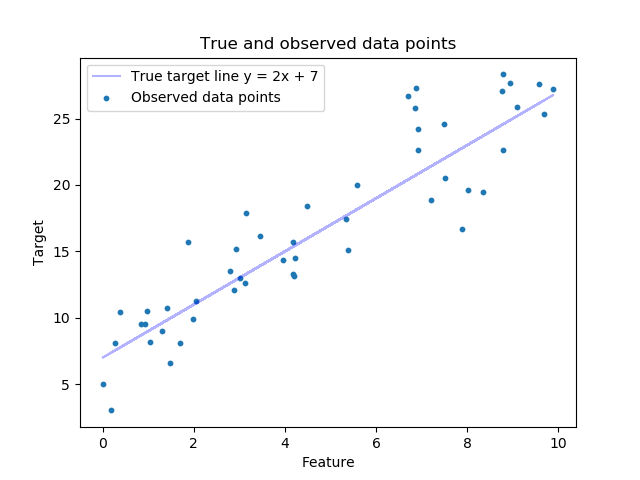 True and observed data points
True target line y = 2x + 7
Observed data points
25
20
15
10
5
Target
0 2 4 6 8 10
Feature